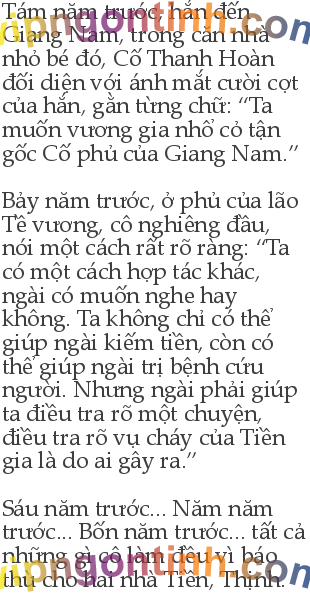 Tám năm trước, hắn đến
Giang Nam, trong căn nhà
nhỏ bé đó, Cố Thanh Hoàn
đối diện với ánh mắt cười cợt
của hắn, gằn từng chữ: “Ta
muốn vương gia nhổ cỏ tận
gốc Cố phủ của Giang Nam.”

Bảy năm trước, ở phủ của lão
Tề vương, cô nghiêng đầu,
nói một cách rất rõ ràng: “Ta
có một cách hợp tác khác,
ngài có muốn nghe hay
không. Ta không chỉ có thể
giúp ngài kiếm tiền, còn có
thể giúp ngài trị bệnh cứu
người. Nhưng ngài phải giúp
ta điều tra rõ một chuyện,
điều tra rõ vụ cháy của Tiền
gia là do ai gây ra.”

Sáu năm trước... Năm năm
trước... Bốn năm trước... tất cả
những gì cô làm đều vì báo
thù cho hai nhà Tiền, Thịnh.